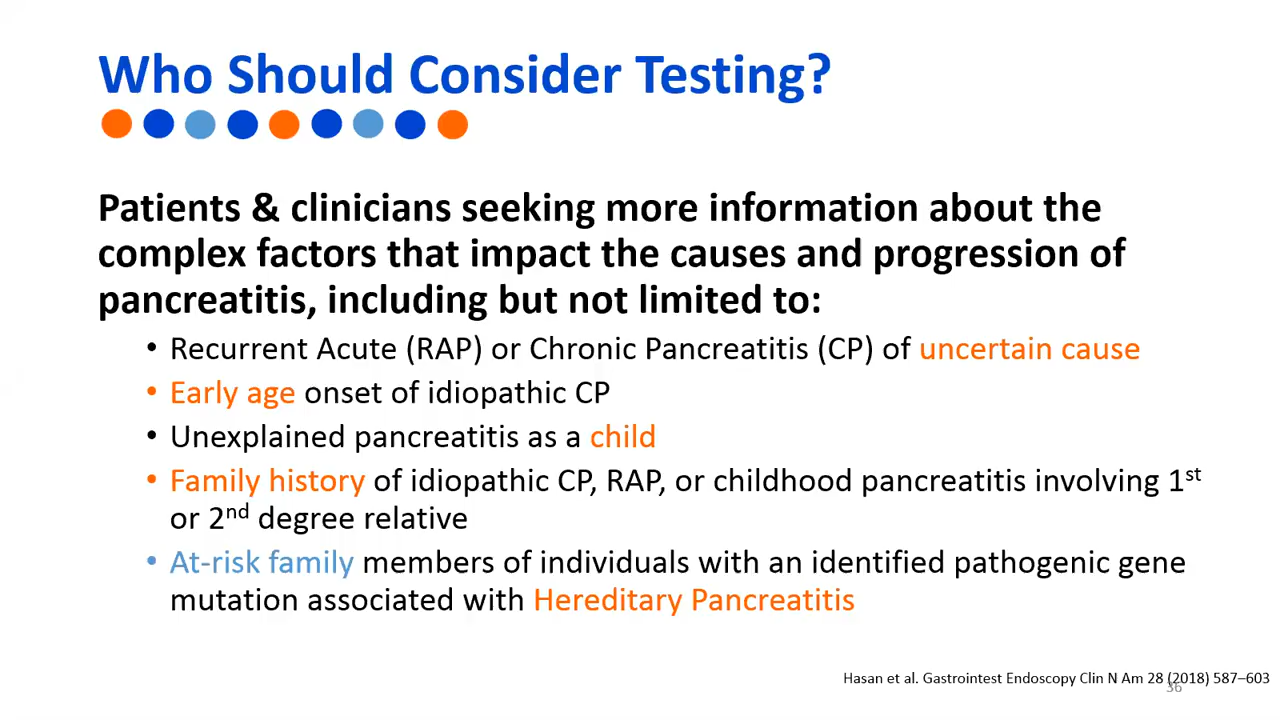 Who Should Consider Testing?
Patients & clinicians seeking more information about the
complex factors that impact the causes and progression of
pancreatitis, including but not limited to:
• Recurrent Acute (RAP) or Chronic Pancreatitis (CP) of uncertain cause
• Early age onset of idiopathic CP
• Unexplained pancreatitis as a child
• Family history of idiopathic CP, RAP, or childhood pancreatitis involving 1st
or 2nd degree relative
• At-risk family members of individuals with an identified pathogenic gene
mutation associated with Hereditary Pancreatitis
Hasan et al. Gastrointest Endoscopy Clin N Am 28 (2018) 587–603
36